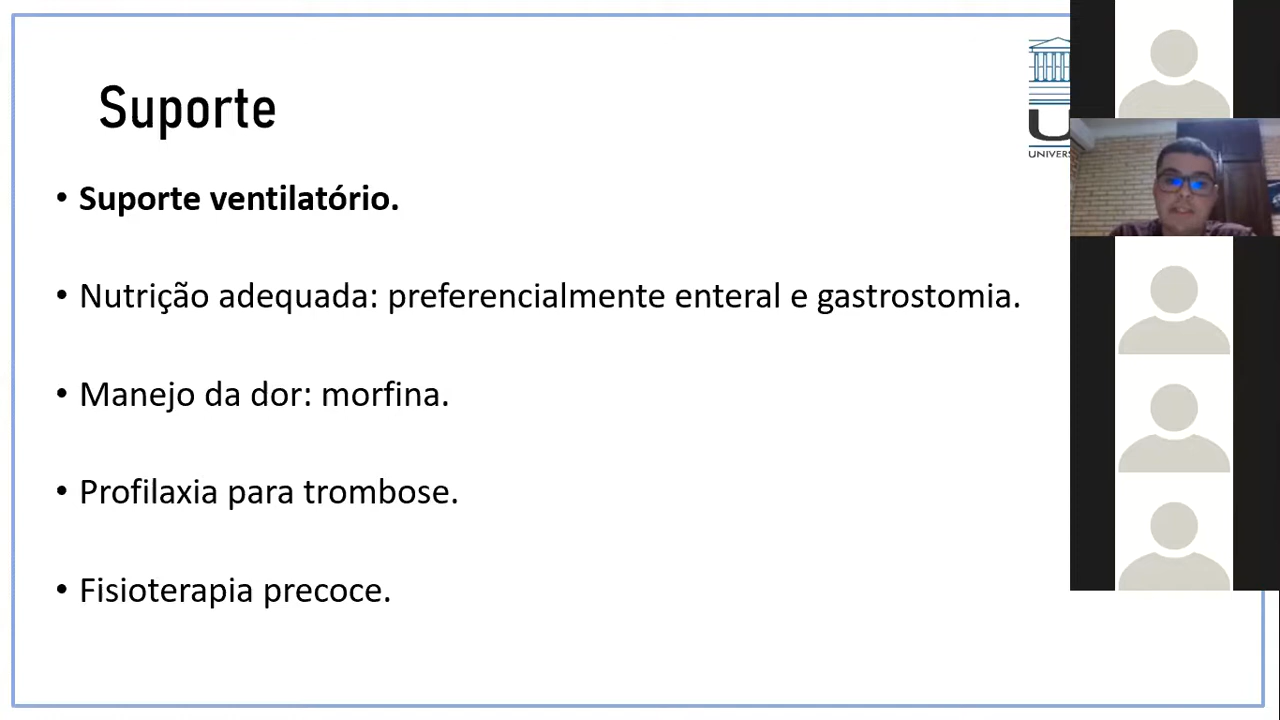 Suporte
• Suporte ventilatório.
• Nutrição adequada: preferencialmente enteral e gastrostomia.
• Manejo da dor: morfina.
• Profilaxia para trombose.
• Fisioterapia precoce.